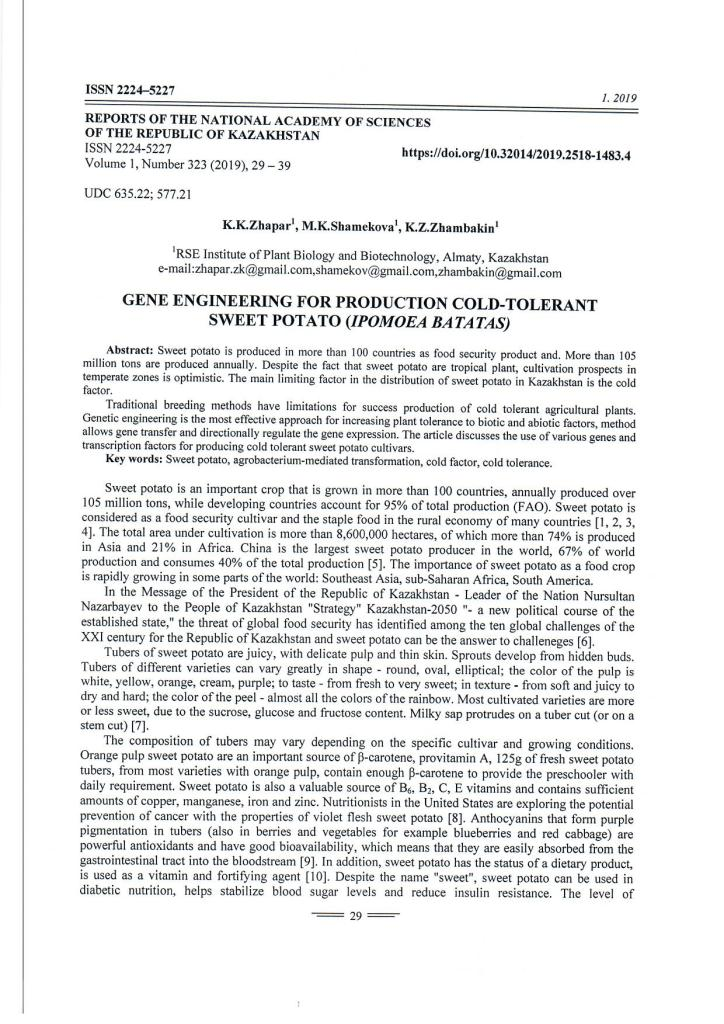 ISSN 2224–5227
1. 2019
REPORTS OF THE NATIONAL ACADEMY OF SCIENCES
OF THE REPUBLIC OF KAZAKHSTAN
ISSN 2224-5227
https://doi.org/10.32014/2019.2518-1483.4
Volume 1, Number 323 (2019), 29 – 39
UDC 635.22; 577.21
K.K.Zhapar¹, M.K.Shamekova¹, K.Z.Zhambakin¹
¹RSE Institute of Plant Biology and Biotechnology, Almaty, Kazakhstan
e-mail:zhapar.zk@gmail.com,shamekov@gmail.com,zhambakin@gmail.com
GENE ENGINEERING FOR PRODUCTION COLD-TOLERANT
SWEET POTATO (IPOMOEA BATATAS)
Abstract: Sweet potato is produced in more than 100 countries as food security product and. More than 105
million tons are produced annually. Despite the fact that sweet potato are tropical plant, cultivation prospects in
temperate zones is optimistic. The main limiting factor in the distribution of sweet potato in Kazakhstan is the cold
factor.
Traditional breeding methods have limitations for success production of cold tolerant agricultural plants.
Genetic engineering is the most effective approach for increasing plant tolerance to biotic and abiotic factors, method
allows gene transfer and directionally regulate the gene expression. The article discusses the use of various genes and
transcription factors for producing cold tolerant sweet potato cultivars.
Key words: Sweet potato, agrobacterium-mediated transformation, cold factor, cold tolerance.
Sweet potato is an important crop that is grown in more than 100 countries, annually produced over
105 million tons, while developing countries account for 95% of total production (FAO). Sweet potato is
considered as a food security cultivar and the staple food in the rural economy of many countries [1, 2, 3,
4]. The total area under cultivation is more than 8,600,000 hectares, of which more than 74% is produced
in Asia and 21% in Africa. China is the largest sweet potato producer in the world, 67% of world
production and consumes 40% of the total production [5]. The importance of sweet potato as a food crop
is rapidly growing in some parts of the world: Southeast Asia, sub-Saharan Africa, South America.
In the Message of the President of the Republic of Kazakhstan - Leader of the Nation Nursultan
Nazarbayev to the People of Kazakhstan "Strategy" Kazakhstan-2050 "- a new political course of the
established state," the threat of global food security has identified among the ten global challenges of the
XXI century for the Republic of Kazakhstan and sweet potato can be the answer to challeneges [6].
Tubers of sweet potato are juicy, with delicate pulp and thin skin. Sprouts develop from hidden buds.
Tubers of different varieties can vary greatly in shape - round, oval, elliptical; the color of the pulp is
white, yellow, orange, cream, purple; to taste - from fresh to very sweet; in texture - from soft and juicy to
dry and hard; the color of the peel - almost all the colors of the rainbow. Most cultivated varieties are more
or less sweet, due to the sucrose, glucose and fructose content. Milky sap protrudes on a tuber cut (or on a
stem cut) [7].
The composition of tubers may vary depending on the specific cultivar and growing conditions.
Orange pulp sweet potato are an important source of β-carotene, provitamin A, 125g of fresh sweet potato
tubers, from most varieties with orange pulp, contain enough β-carotene to provide the preschooler with
daily requirement. Sweet potato is also a valuable source of B₆, B₂, C, E vitamins and contains sufficient
amounts of copper, manganese, iron and zinc. Nutritionists in the United States are exploring the potential
prevention of cancer with the properties of violet flesh sweet potato [8]. Anthocyanins that form purple
pigmentation in tubers (also in berries and vegetables for example blueberries and red cabbage) are
powerful antioxidants and have good bioavailability, which means that they are easily absorbed from the
gastrointestinal tract into the bloodstream [9]. In addition, sweet potato has the status of a dietary product,
is used as a vitamin and fortifying agent [10]. Despite the name "sweet", sweet potato can be used in
diabetic nutrition, helps stabilize blood sugar levels and reduce insulin resistance. The level of
29